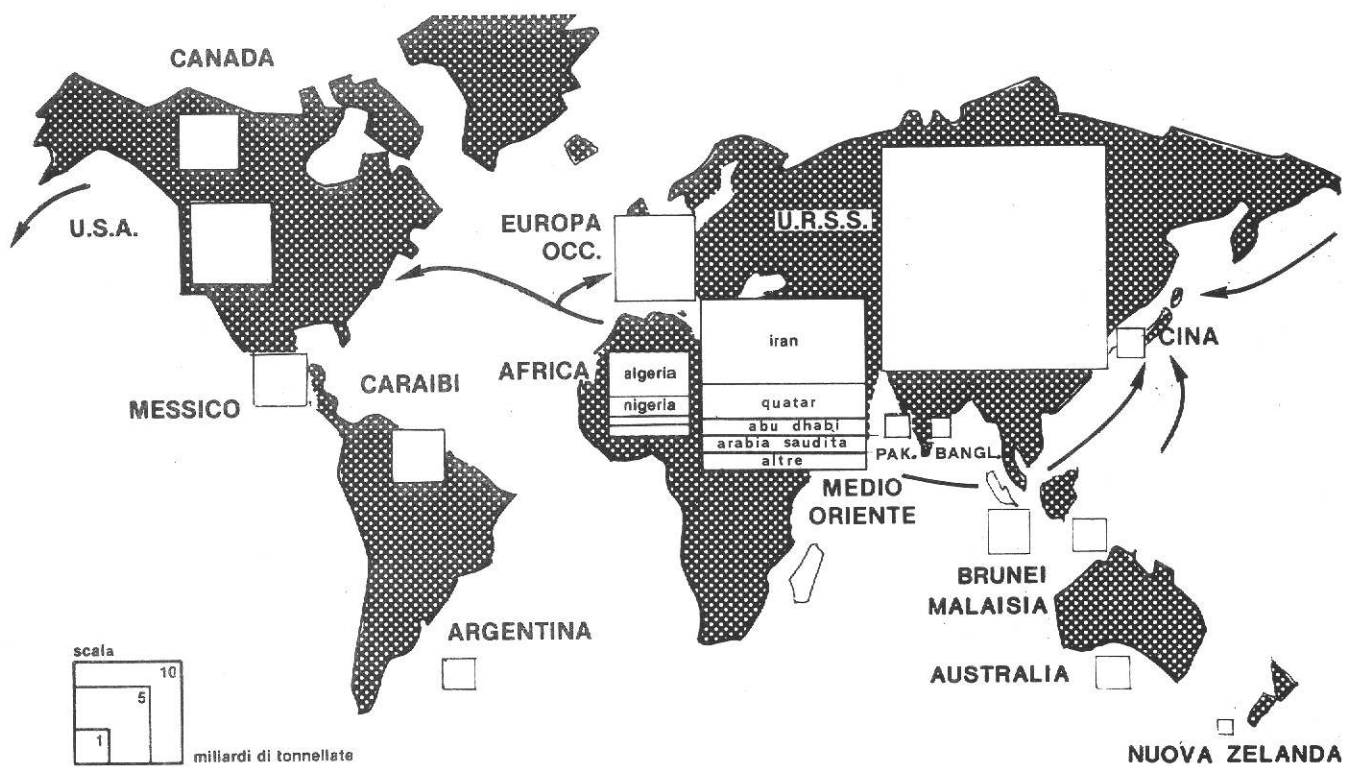 CANADA
U.S.A.
EUROPA
OCC.
U.R.S.S.
iran
CINA
AFRICA
algeria
CARAIBI
MESSICO
nigeria
quatar
abu dhabi
arabia saudita
altre
PAK.
BANGL.
MEDIO
ORIENTE
BRUNEI
MALAISIA
ARGENTINA
AUSTRALIA
scala
10
5
1
miliardi di tonnellate
NUOVA ZELANDA